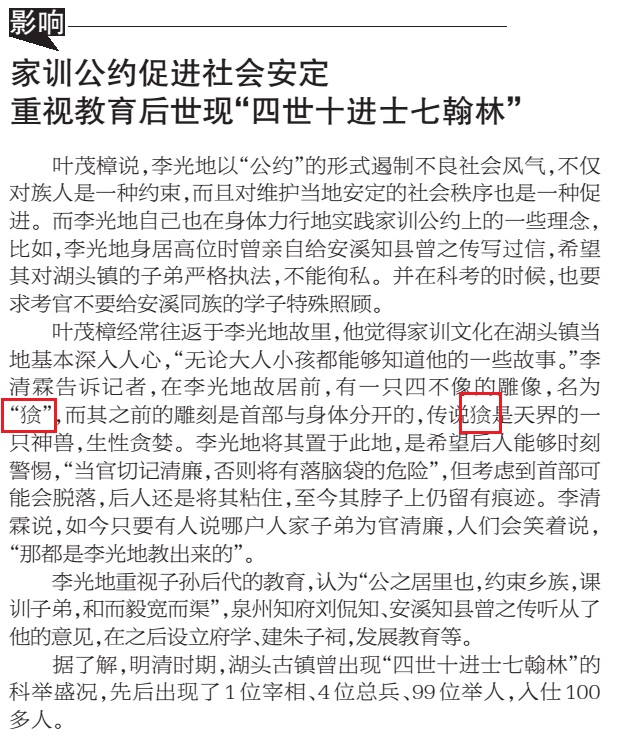 影响
家训公约促进社会安定
重视教育后世现“四世十进士七翰林”
叶茂樟说，李光地以“公约”的形式遏制不良社会风气，不仅
对族人是一种约束，而且对维护当地安定的社会秩序也是一种促
进。而李光地自己也在身体力行地实践家训公约上的一些理念，
比如，李光地身居高位时曾亲自给安溪知县曾之传写过信，希望
其对湖头镇的子弟严格执法，不能徇私。并在科考的时候，也要
求考官不要给安溪同族的学子特殊照顾。
叶茂樟经常往返于李光地故里，他觉得家训文化在湖头镇当
地基本深入人心，“无论大人小孩都能够知道他的一些故事。”李
清霖告诉记者，在李光地故居前，有一只四不像的雕像，名为
“”，而其之前的雕刻是首部与身体分开的，传说是天界的一
只神兽，生性贪婪。李光地将其置于此地，是希望后人能够时刻
警惕，“当官切记清廉，否则将有落脑袋的危险”，但考虑到首部可
能会脱落，后人还是将其粘住，至今其脖子上仍留有痕迹。李清
霖说，如今只要有人说哪户人家子弟为官清廉，人们会笑着说，
“那都是李光地教出来的”。
李光地重视子孙后代的教育，认为“公之居里也，约束乡族，课
训子弟，和而毅宽而渠”，泉州知府刘侃知、安溪知县曾之传听从了
他的意见，在之后设立府学、建朱子祠，发展教育等。
据了解，明清时期，湖头古镇曾出现“四世十进士七翰林”的
科举盛况，先后出现了1位宰相、4位总兵、99位举人，入仕100
多人。